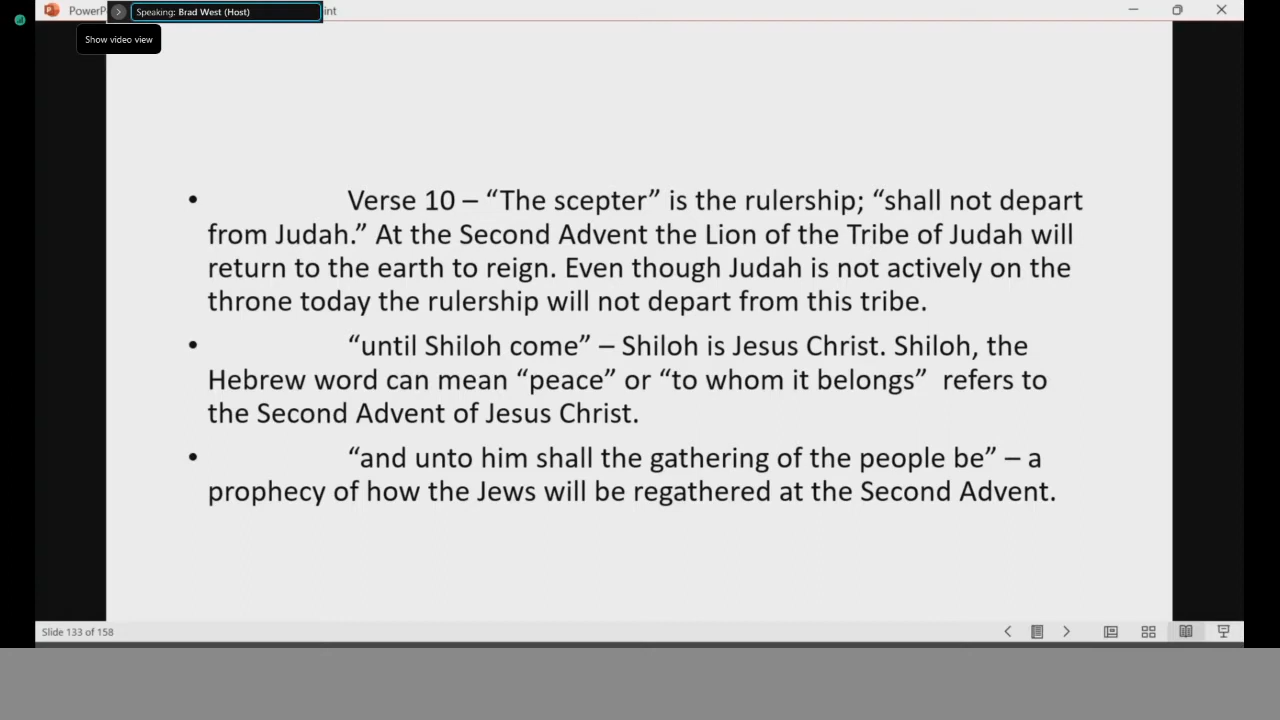 PowerP
Speaking: Brad West (Host)
int
Show video view
• Verse 10 – “The scepter” is the rulership; “shall not depart
from Judah.” At the Second Advent the Lion of the Tribe of Judah will
return to the earth to reign. Even though Judah is not actively on the
throne today the rulership will not depart from this tribe.
• “until Shiloh come” – Shiloh is Jesus Christ. Shiloh, the
Hebrew word can mean “peace” or “to whom it belongs”  refers to
the Second Advent of Jesus Christ.
• “and unto him shall the gathering of the people be” – a
prophecy of how the Jews will be regathered at the Second Advent.
Slide 133 of 158